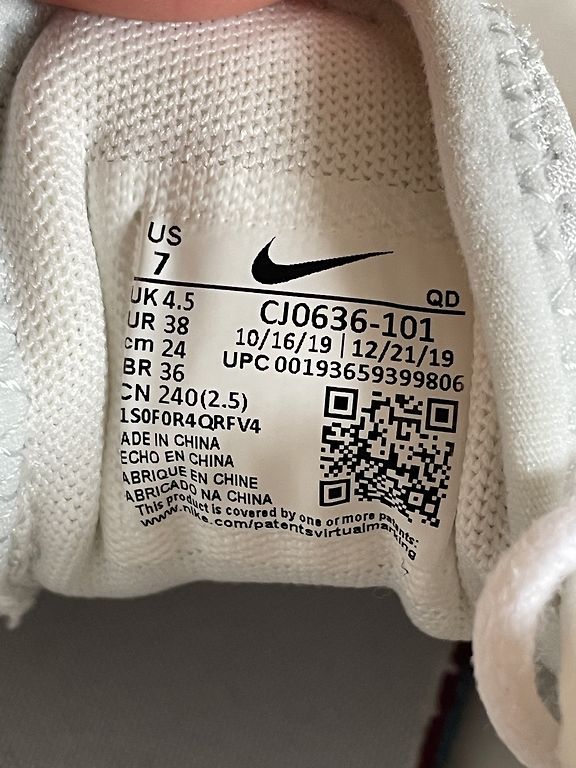 US
7
QD
UK 4.5
UR 38
cm 24
BR 36
CN 240(2.5)
1S0F0R4QRFV4
CJ0636-101
10/16/19 | 12/21/19
UPC 00193659399806
ADE IN CHINA
ECHO EN CHINA
ABRIQUE EN CHINE
ABRICADO NA CHINA
This product is covered by one or more patents:
www.nike.com/patentsvirtualmarking